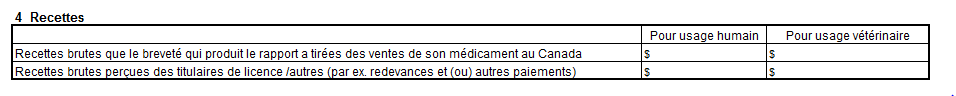 4 Recettes
Pour usage humain Pour usage vétérinaire
Recettes brutes que le breveté qui produit le rapport a tirées des ventes de son médicament au Canada $ $
Recettes brutes perçues des titulaires de licence /autres (par ex. redevances et (ou) autres paiements) $ $